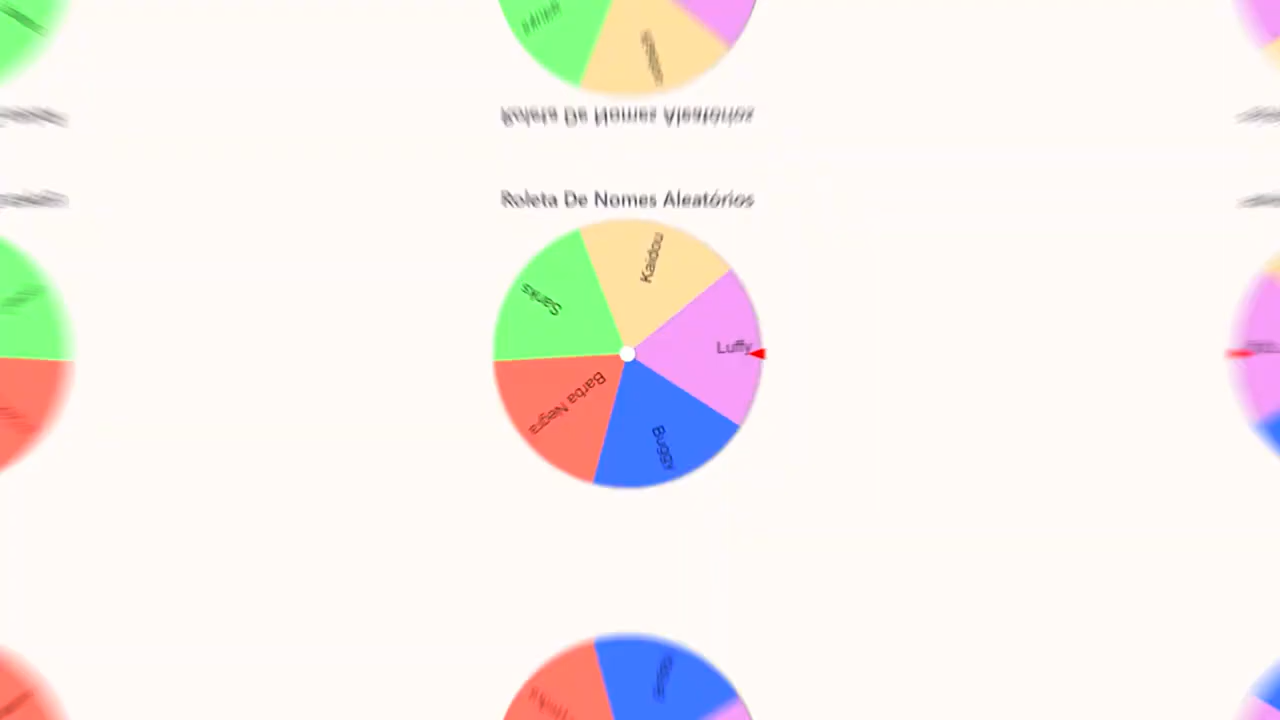 Roleta De Nomes Aleatórios
Kaidou
Sanks
Luffy
Barba Negra
Buggy